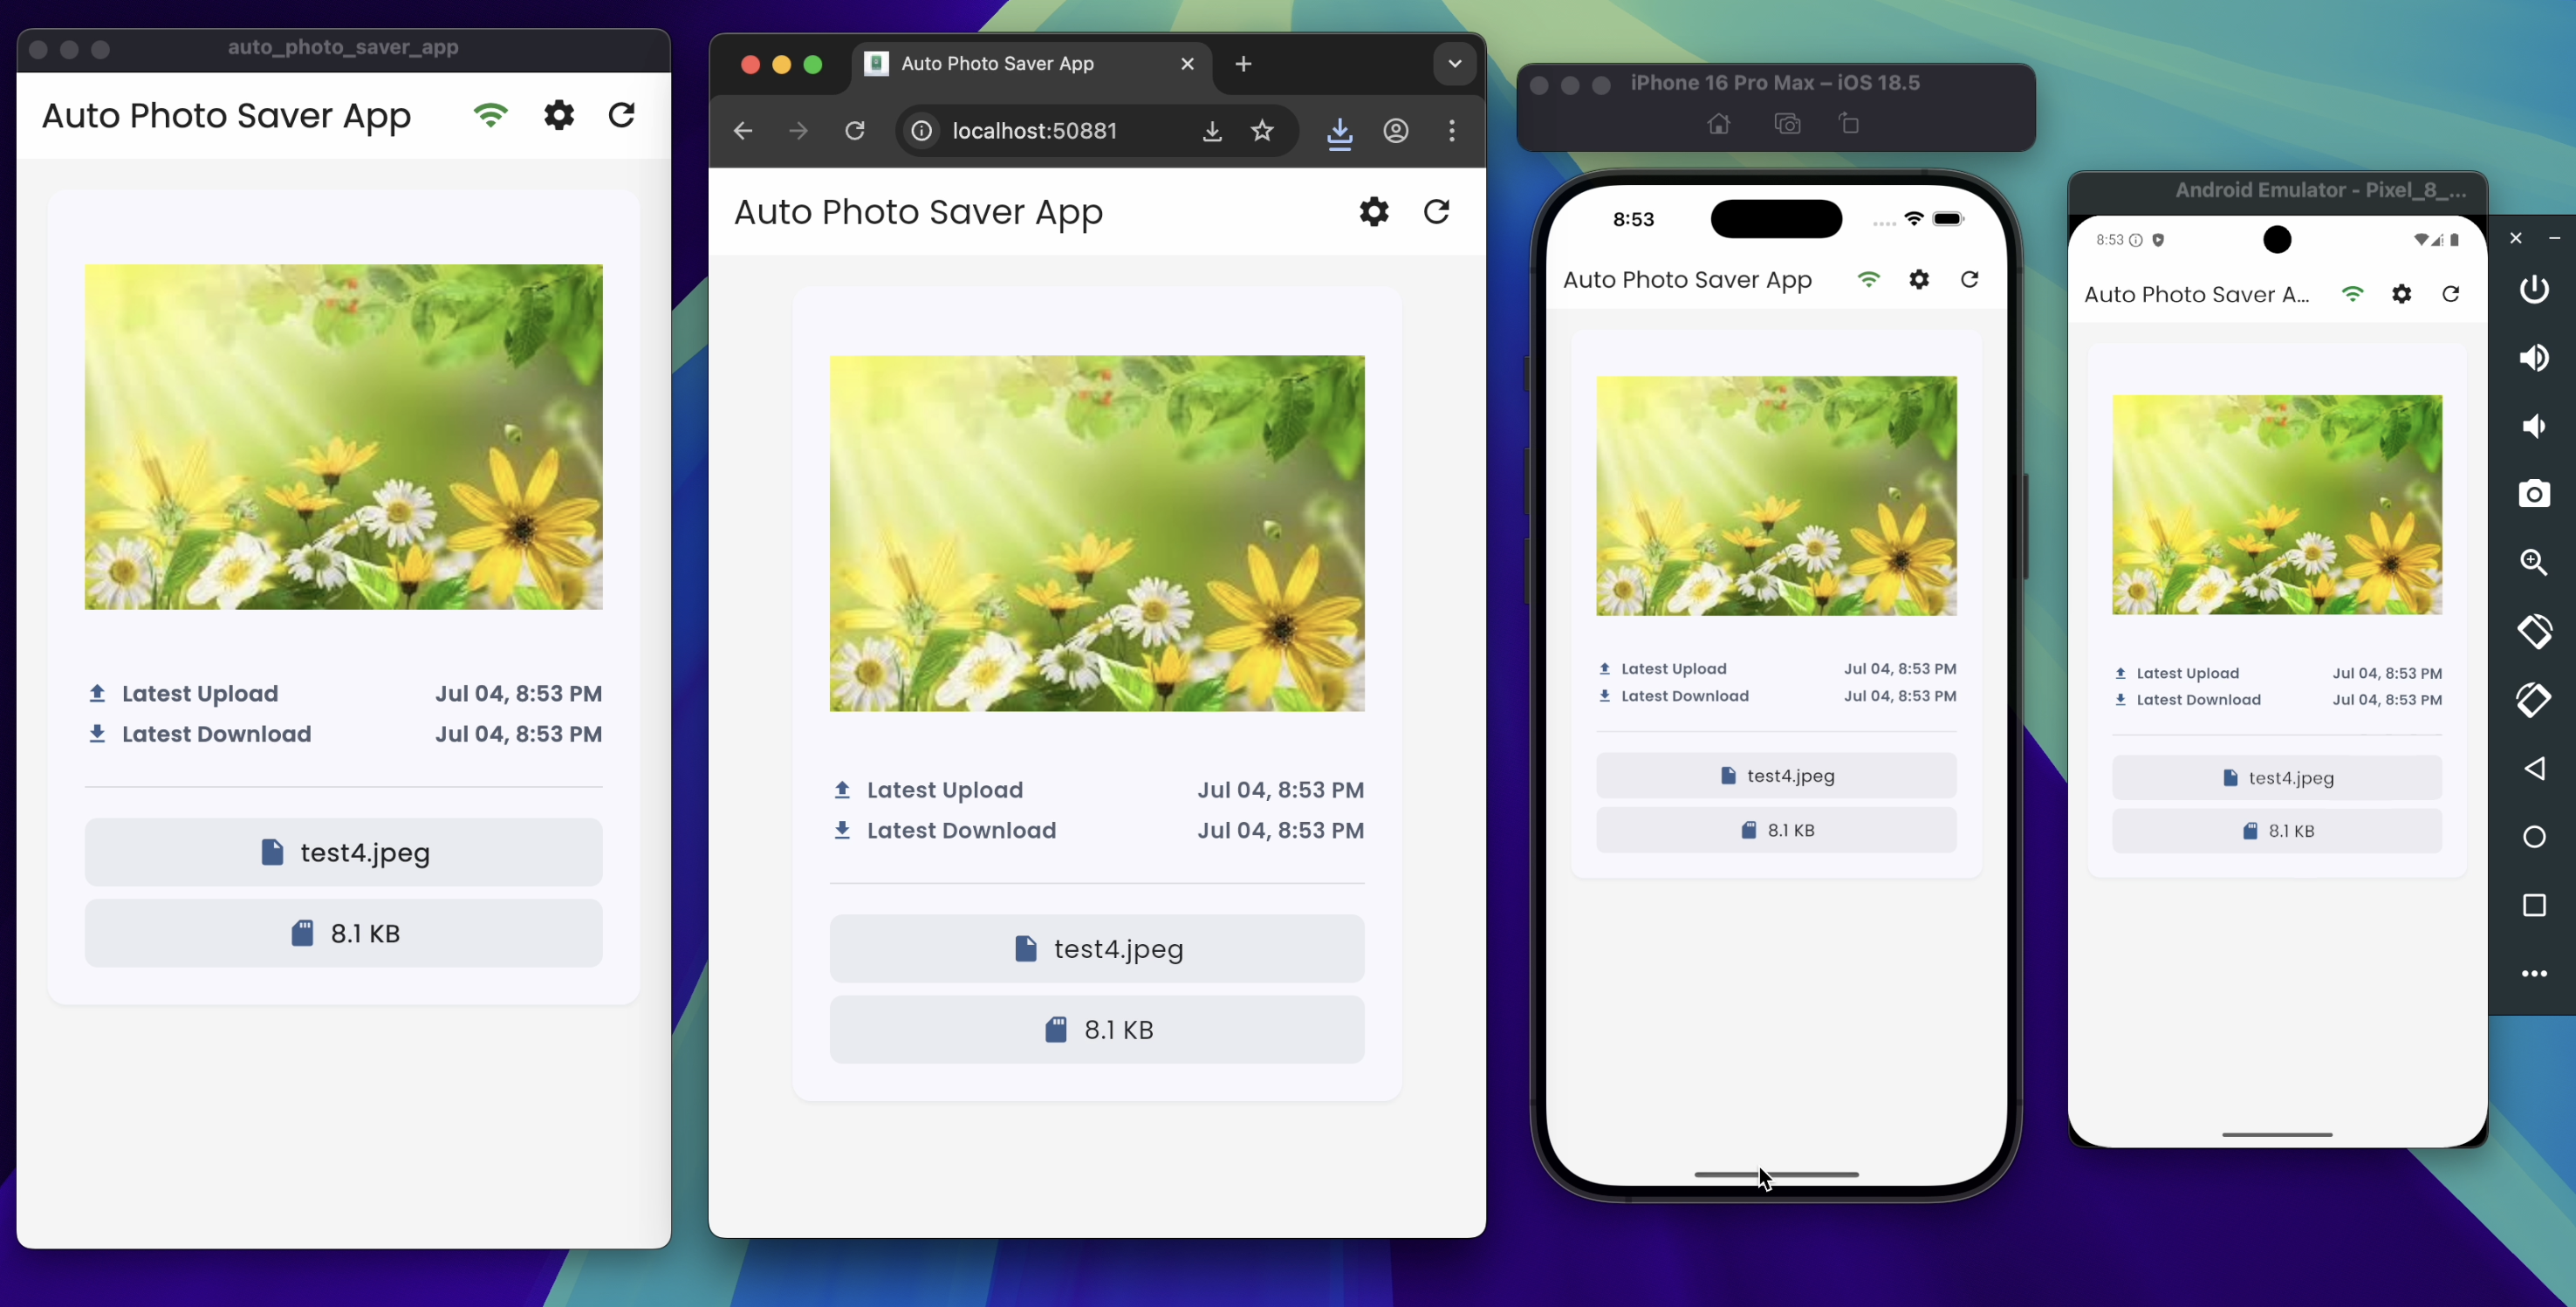 auto_photo_saver_app
Auto Photo Saver App
Latest Upload Jul 04, 8:53 PM
Latest Download Jul 04, 8:53 PM
test4.jpeg
8.1 KB
Auto Photo Saver App
localhost:50881
Auto Photo Saver App
Latest Upload Jul 04, 8:53 PM
Latest Download Jul 04, 8:53 PM
test4.jpeg
8.1 KB
iPhone 16 Pro Max – iOS 18.5
8:53
Auto Photo Saver App
Latest Upload Jul 04, 8:53 PM
Latest Download Jul 04, 8:53 PM
test4.jpeg
8.1 KB
Android Emulator - Pixel_8_...
8:53
Auto Photo Saver A...
Latest Upload Jul 04, 8:53 PM
Latest Download Jul 04, 8:53 PM
test4.jpeg
8.1 KB